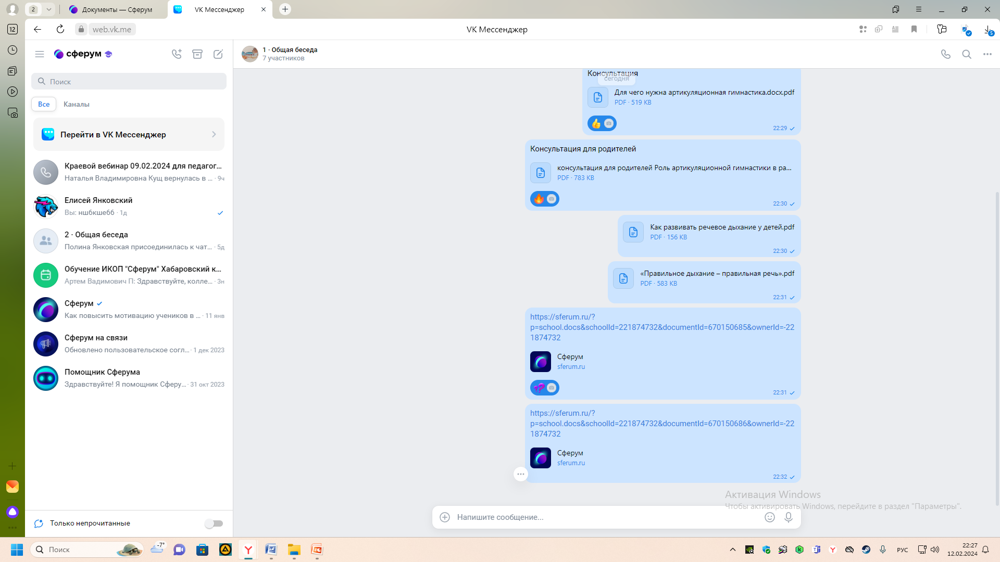 2
Документы — Сферум
VK Мессенджер
12
web.vk.me
VK Мессенджер
5
сферум
Поиск
Все
Каналы
Перейти в VK Мессенджер
Краевой вебинар 09.02.2024 для педагог...
Наталья Владимировна Кущ вернулась в ... · 9ч
Елисей Янковский
Вы: нш6кше66 · 1д
2 · Общая беседа
Полина Янковская присоединилась к чат... · 5д
Обучение ИКОП "Сферум" Хабаровский к...
Артем Вадимович П: Здравствуйте, колле... · 3н
Сферум
Как повысить мотивацию учеников в ... · 11 янв
Сферум на связи
Обновлено пользовательское согл... · 1 дек 2023
Помощник Сферума
Здравствуйте! Я помощник Сферу... · 31 окт 2023
Только непрочитанные
1 · Общая беседа
7 участников
Консультация
сегодня
Для чего нужна артикуляционная гимнастика.docx.pdf
PDF · 519 KB
22:29
Консультация для родителей
консультация для родителей Роль артикуляционной гимнастики в ра...
PDF · 783 KB
22:30
Как развивать речевое дыхание у детей.pdf
PDF · 156 KB
22:30
«Правильное дыхание – правильная речь».pdf
PDF · 583 KB
22:31
https://sferum.ru/?
p=school.docs&schoolId=221874732&documentId=670150685&ownerId=-22
1874732
Сферум
sferum.ru
22:31
https://sferum.ru/?
p=school.docs&schoolId=221874732&documentId=670150686&ownerId=-22
1874732
Сферум
sferum.ru
22:32
Активация Windows
Чтобы активировать Windows, перейдите в раздел "Параметры".
Напишите сообщение...
Поиск
-7°
РУС
22:27
12.02.2024